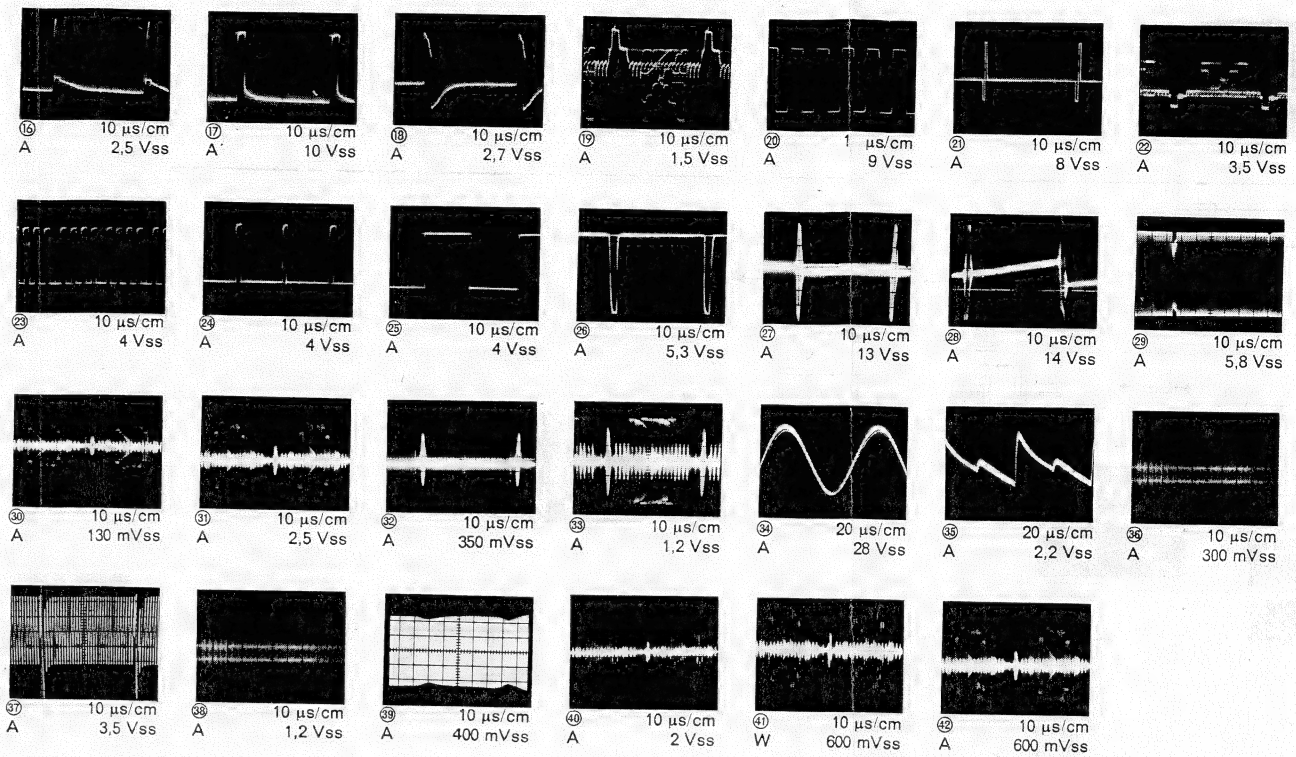 ⑯ 10 µs/cm
A 2,5 Vss
⑰ 10 µs/cm
A 10 Vss
⑱ 10 µs/cm
A 2,7 Vss
⑲ 10 µs/cm
A 1,5 Vss
⑳ 1 µs/cm
A 9 Vss
㉑ 10 µs/cm
A 8 Vss
㉒ 10 µs/cm
A 3,5 Vss
㉓ 10 µs/cm
A 4 Vss
㉔ 10 µs/cm
A 4 Vss
㉕ 10 µs/cm
A 4 Vss
㉖ 10 µs/cm
A 5,3 Vss
㉗ 10 µs/cm
A 13 Vss
㉘ 10 µs/cm
A 14 Vss
㉙ 10 µs/cm
A 5,8 Vss
㉚ 10 µs/cm
A 130 mVss
㉛ 10 µs/cm
A 2,5 Vss
㉜ 10 µs/cm
A 350 mVss
㉝ 10 µs/cm
A 1,2 Vss
㉞ 20 µs/cm
A 28 Vss
㉟ 20 µs/cm
A 2,2 Vss
㊱ 10 µs/cm
A 300 mVss
㊲ 10 µs/cm
A 3,5 Vss
㊳ 10 µs/cm
A 1,2 Vss
㊴ 10 µs/cm
A 400 mVss
㊵ 10 µs/cm
A 2 Vss
㊶ 10 µs/cm
W 600 mVss
㊷ 10 µs/cm
A 600 mVss